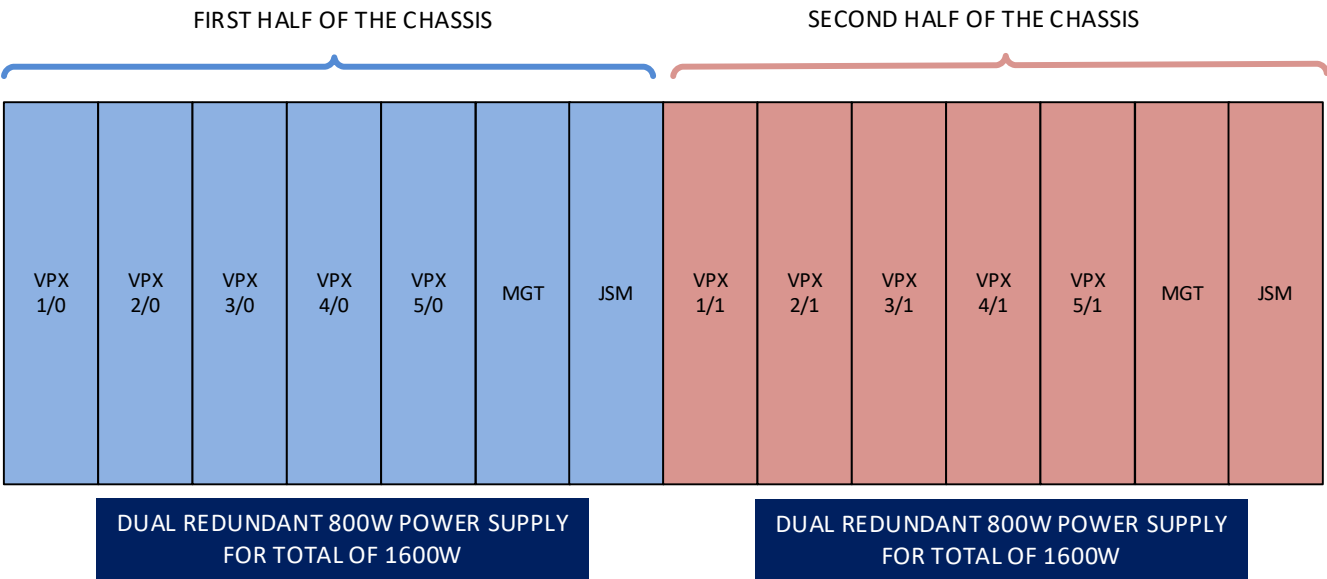 FIRST HALF OF THE CHASSIS
SECOND HALF OF THE CHASSIS
VPX
1/0
VPX
2/0
VPX
3/0
VPX
4/0
VPX
5/0
MGT
JSM
VPX
1/1
VPX
2/1
VPX
3/1
VPX
4/1
VPX
5/1
MGT
JSM
DUAL REDUNDANT 800W POWER SUPPLY
FOR TOTAL OF 1600W
DUAL REDUNDANT 800W POWER SUPPLY
FOR TOTAL OF 1600W